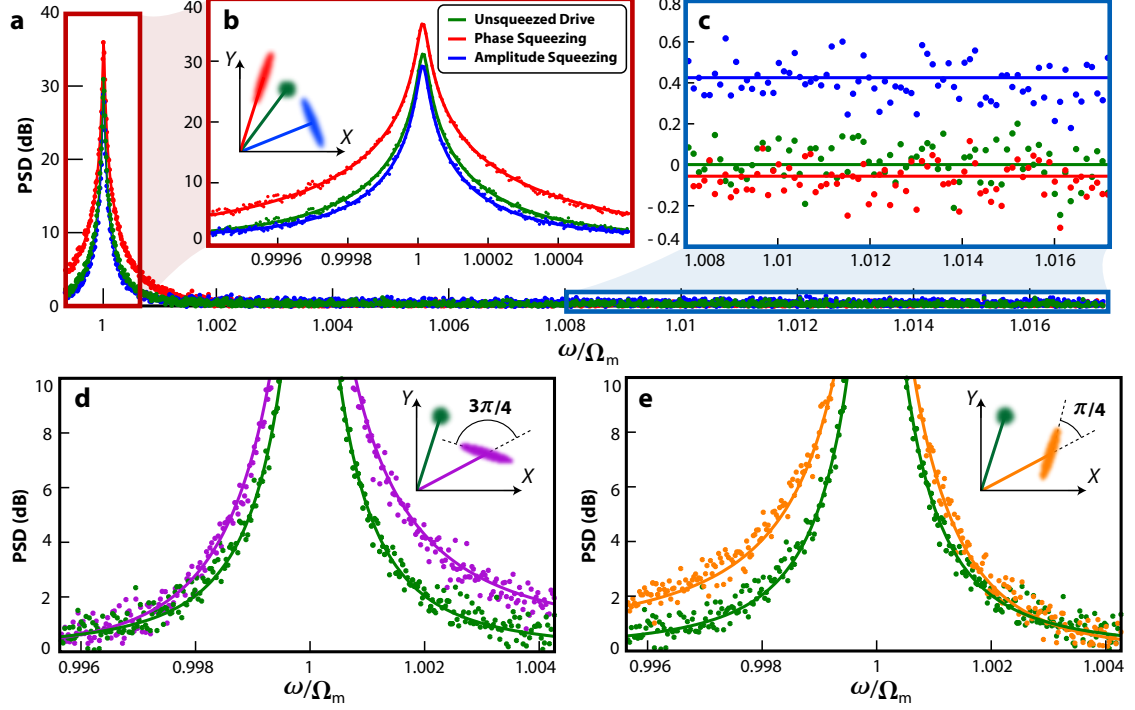 a
PSD (dB)
40
30
20
10
0
b
40
30
20
10
0
Y
X
Unsqueezed Drive
Phase Squeezing
Amplitude Squeezing
0.9996
0.9998
1
1.0002
1.0004
c
0.8
0.6
0.4
0.2
0
- 0.2
- 0.4
1.008
1.010
1.012
1.014
1.016
1
1.002
1.004
1.006
1.008
1.01
1.012
1.014
1.016
ω/Ωm
d
PSD (dB)
10
8
6
4
2
0
Y
3π/4
X
0.996
0.998
1
1.002
1.004
ω/Ωm
e
PSD (dB)
10
8
6
4
2
0
Y
π/4
X
0.996
0.998
1
1.002
1.004
ω/Ωm